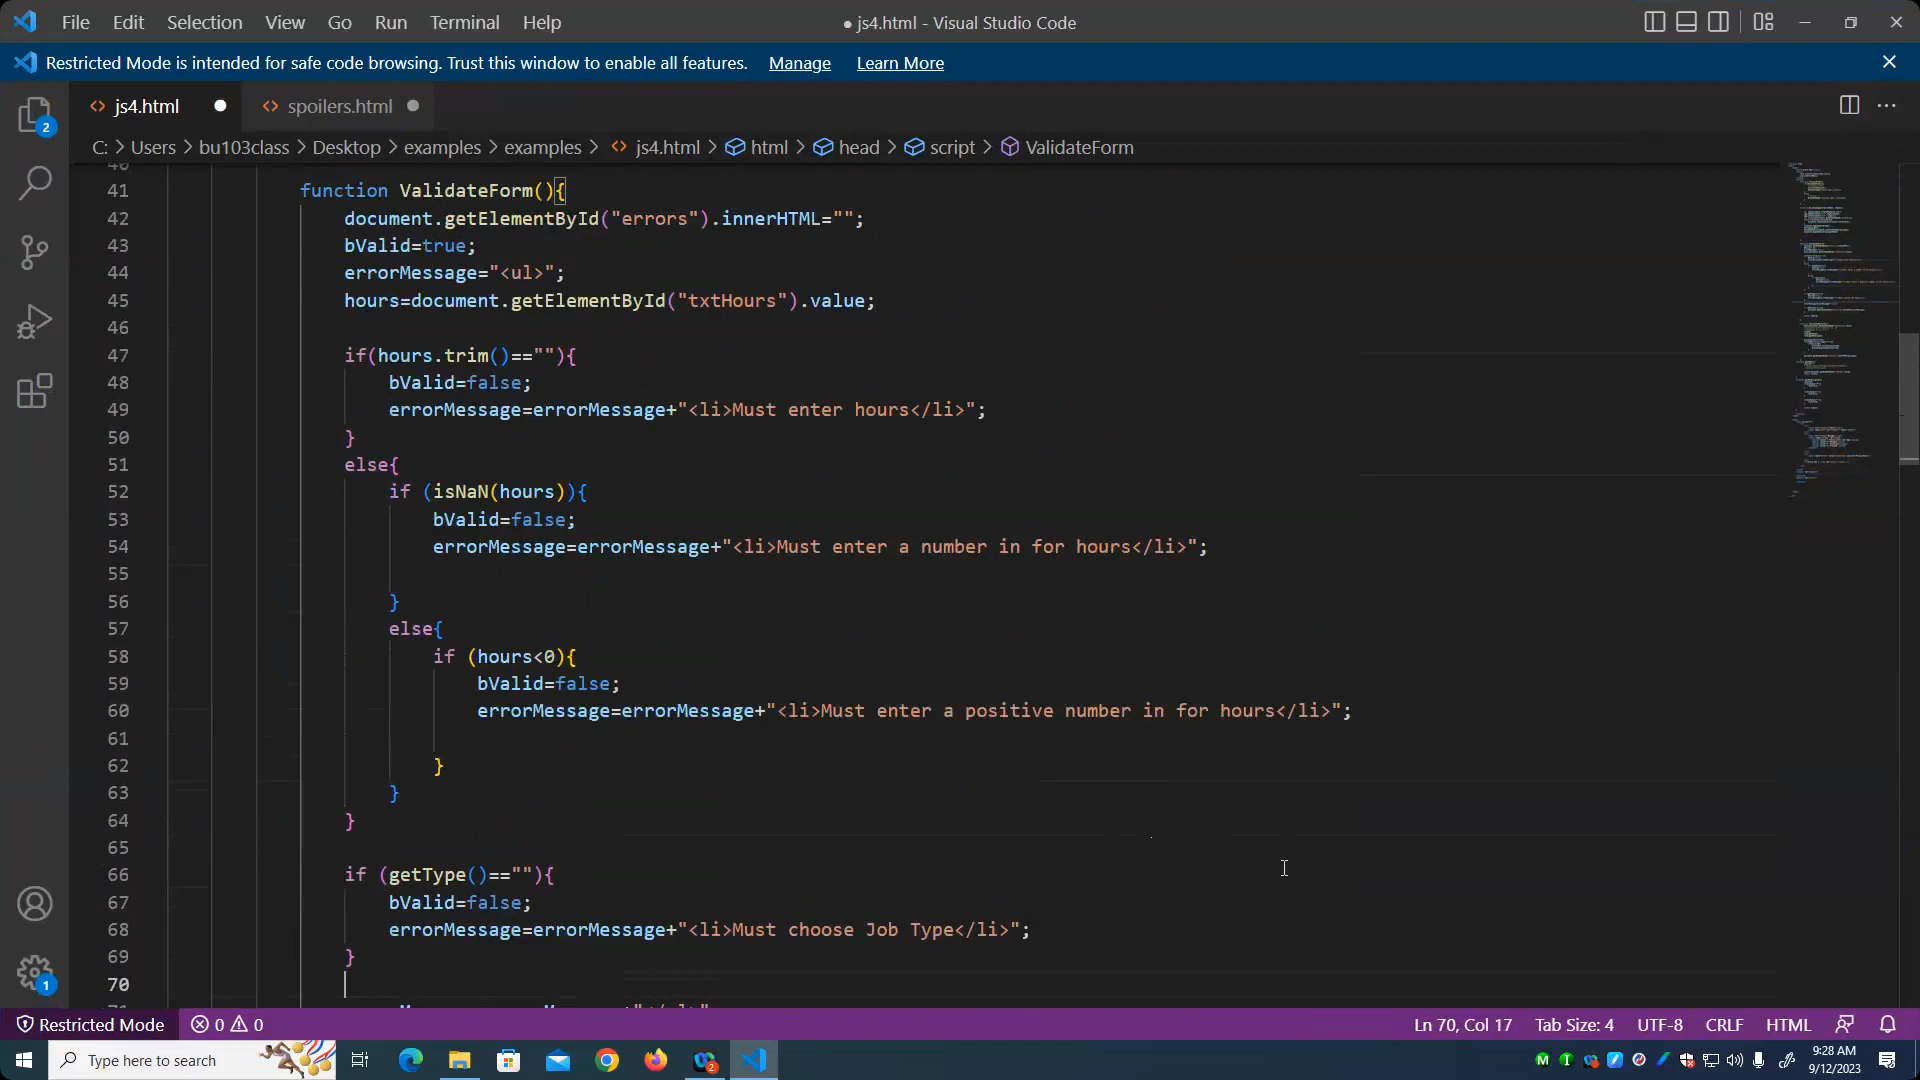 File Edit Selection View Go Run Terminal Help
● js4.html - Visual Studio Code
Restricted Mode is intended for safe code browsing. Trust this window to enable all features. Manage Learn More
js4.html
spoilers.html
2
C: > Users > bu103class > Desktop > examples > examples > js4.html > html > head > script > ValidateForm
41 function ValidateForm(){
42 document.getElementById("errors").innerHTML="";
43 bValid=true;
44 errorMessage="<ul>";
45 hours=document.getElementById("txtHours").value;
46
47 if(hours.trim()==""){
48 bValid=false;
49 errorMessage=errorMessage+"<li>Must enter hours</li>";
50 }
51 else{
52 if (isNaN(hours)){
53 bValid=false;
54 errorMessage=errorMessage+"<li>Must enter a number in for hours</li>";
55
56 }
57 else{
58 if (hours<0){
59 bValid=false;
60 errorMessage=errorMessage+"<li>Must enter a positive number in for hours</li>";
61
62 }
63 }
64 }
65
66 if (getType()==""){
67 bValid=false;
68 errorMessage=errorMessage+"<li>Must choose Job Type</li>";
69 }
70
1
Restricted Mode 0 0 Ln 70, Col 17 Tab Size: 4 UTF-8 CRLF HTML
Type here to search
2
9:28 AM
9/12/2023